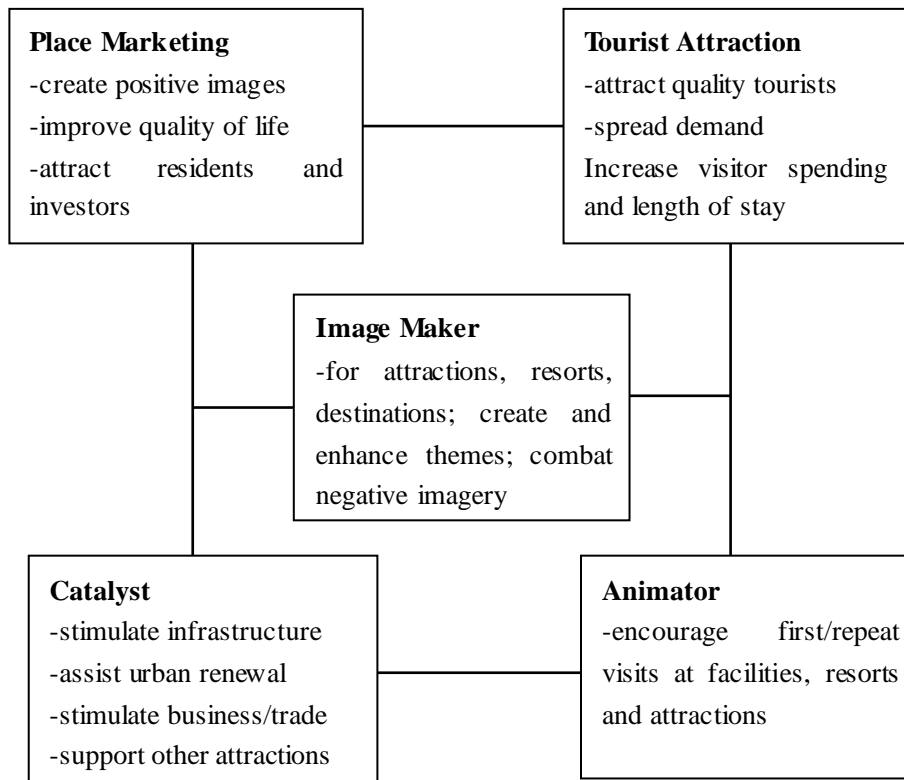 Place Marketing
-create positive images
-improve quality of life
-attract residents and
investors
Tourist Attraction
-attract quality tourists
-spread demand
Increase visitor spending
and length of stay
Image Maker
-for attractions, resorts,
destinations; create and
enhance themes; combat
negative imagery
Catalyst
-stimulate infrastructure
-assist urban renewal
-stimulate business/trade
-support other attractions
Animator
-encourage first/repeat
visits at facilities, resorts
and attractions